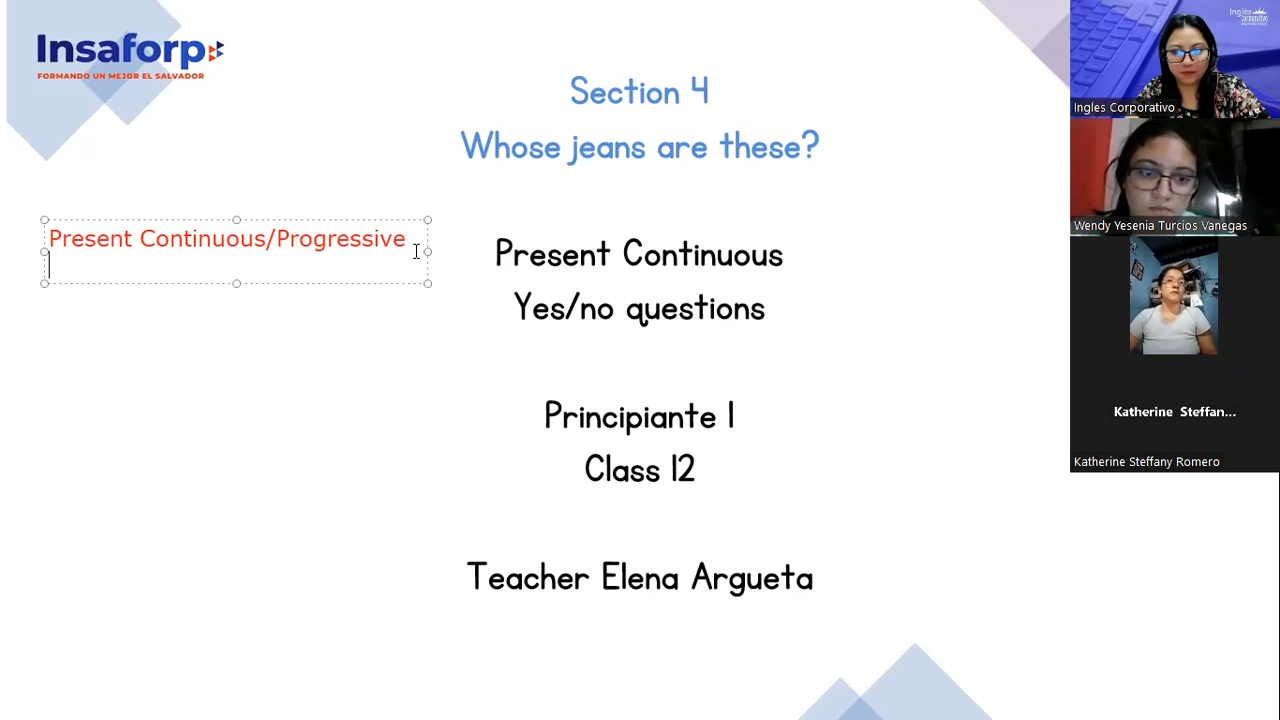 Insaforp
FORMANDO UN MEJOR EL SALVADOR
Section 4
Whose jeans are these?
Present Continuous/Progressive
Present Continuous
Yes/no questions
Principiante 1
Class 12
Teacher Elena Argueta
Ingles Corporativo
Ingles Corporativo
Wendy Yesenia Turcios Vanegas
Katherine Steffan...
Katherine Steffany Romero